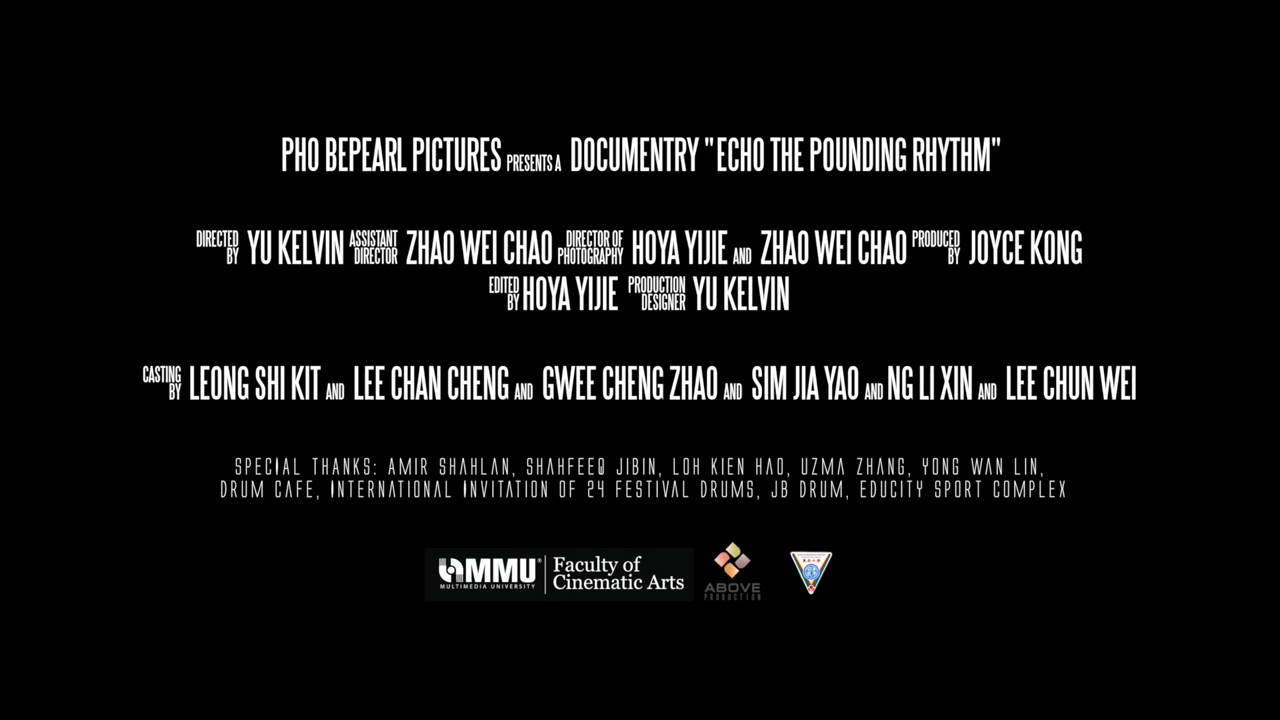 PHO BEPEARL PICTURES PRESENTS A DOCUMENTRY "ECHO THE POUNDING RHYTHM"
DIRECTED BY YU KELVIN ASSISTANT DIRECTOR ZHAO WEI CHAO DIRECTOR OF PHOTOGRAPHY HOYA YIJIE AND ZHAO WEI CHAO PRODUCED BY JOYCE KONG
EDITED BY HOYA YIJIE PRODUCTION DESIGNER YU KELVIN
CASTING BY LEONG SHI KIT AND LEE CHAN CHENG AND GWEE CHENG ZHAO AND SIM JIA YAO AND NG LI XIN AND LEE CHUN WEI
SPECIAL THANKS: AMIR SHAHLAN, SHAHFEEQ JIBIN, LOH KIEN HAO, UZMA ZHANG, YONG WAN LIN,
DRUM CAFE, INTERNATIONAL INVITATION OF 24 FESTIVAL DRUMS, JB DRUM, EDUCITY SPORT COMPLEX
MMU
MULTIMEDIA UNIVERSITY
Faculty of
Cinematic Arts
ABOVE
PRODUCTION